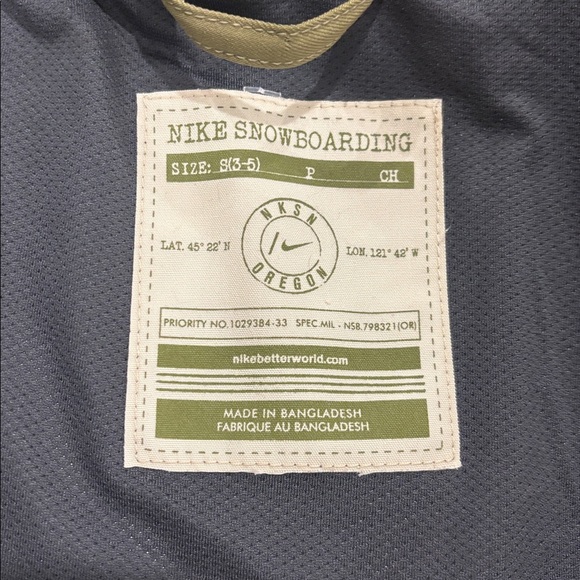 NIKE SNOWBOARDING
SIZE: S(3-5) P CH
NKSN
LAT. 45° 22' N
LON. 121° 42' W
OREGON
PRIORITY NO.1029384-33 SPEC.MIL - NSB.798321(OR)
nikebetterworld.com
MADE IN BANGLADESH
FABRIQUE AU BANGLADESH